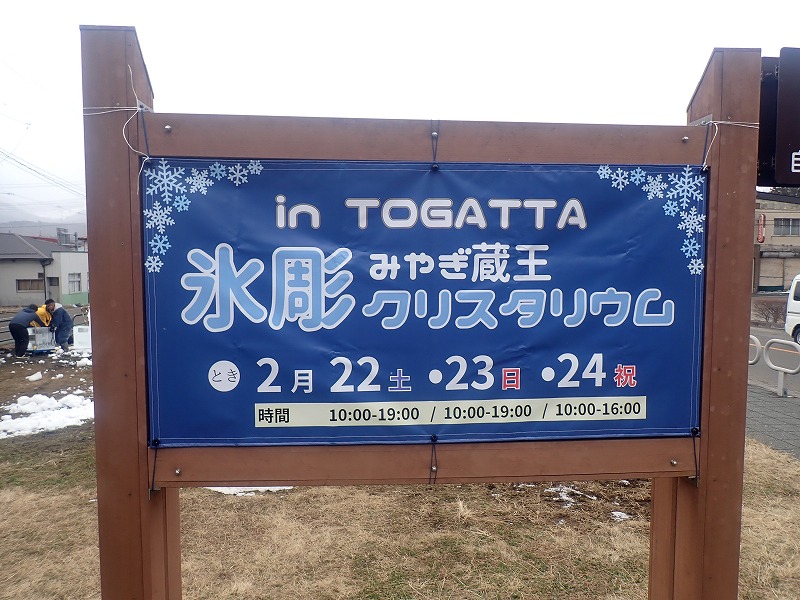 in TOGATTA
氷彫 みやぎ蔵王
クリスタリウム
とき 2月22土・23日・24祝
時間 10:00-19:00 / 10:00-19:00 / 10:00-16:00